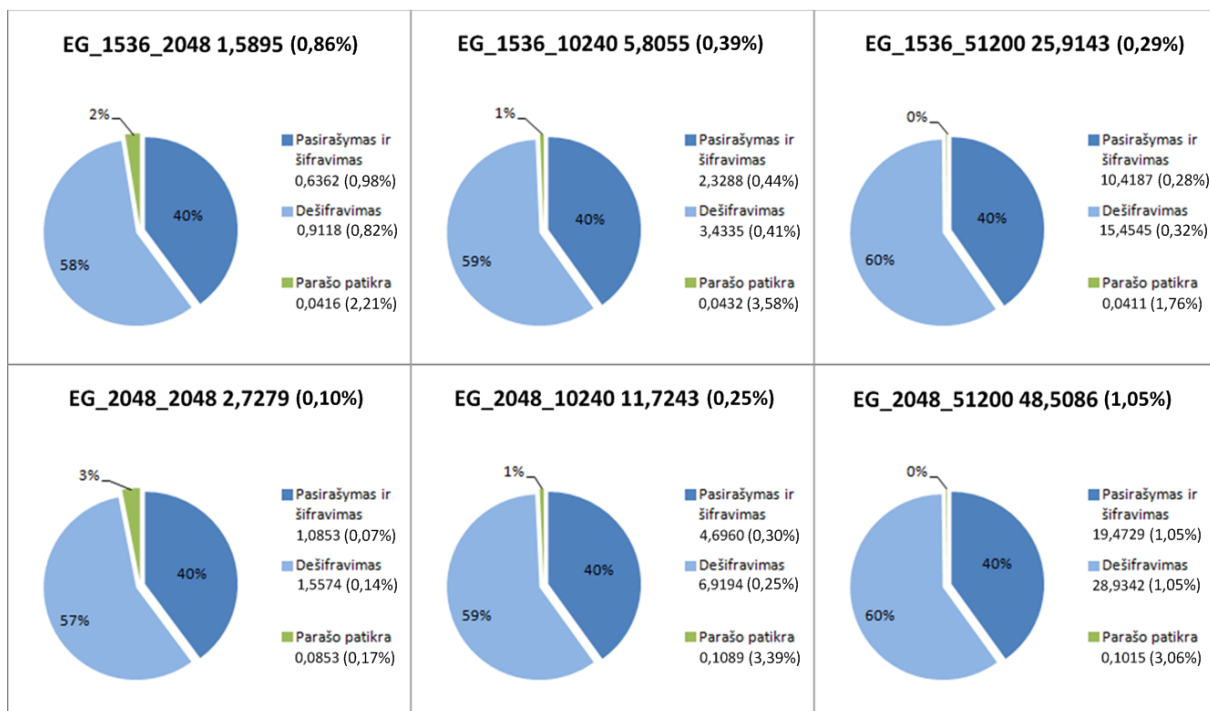 EG_1536_2048 1,5895 (0,86%)
2%
40%
58%
Pasirašymas ir
šifravimas
0,6362 (0,98%)
Dešifravimas
0,9118 (0,82%)
Parašo patikra
0,0416 (2,21%)
EG_1536_10240 5,8055 (0,39%)
1%
40%
59%
Pasirašymas ir
šifravimas
2,3288 (0,44%)
Dešifravimas
3,4335 (0,41%)
Parašo patikra
0,0432 (3,58%)
EG_1536_51200 25,9143 (0,29%)
0%
40%
60%
Pasirašymas ir
šifravimas
10,4187 (0,28%)
Dešifravimas
15,4545 (0,32%)
Parašo patikra
0,0411 (1,76%)
EG_2048_2048 2,7279 (0,10%)
3%
40%
57%
Pasirašymas ir
šifravimas
1,0853 (0,07%)
Dešifravimas
1,5574 (0,14%)
Parašo patikra
0,0853 (0,17%)
EG_2048_10240 11,7243 (0,25%)
1%
40%
59%
Pasirašymas ir
šifravimas
4,6960 (0,30%)
Dešifravimas
6,9194 (0,25%)
Parašo patikra
0,1089 (3,39%)
EG_2048_51200 48,5086 (1,05%)
0%
40%
60%
Pasirašymas ir
šifravimas
19,4729 (1,05%)
Dešifravimas
28,9342 (1,05%)
Parašo patikra
0,1015 (3,06%)